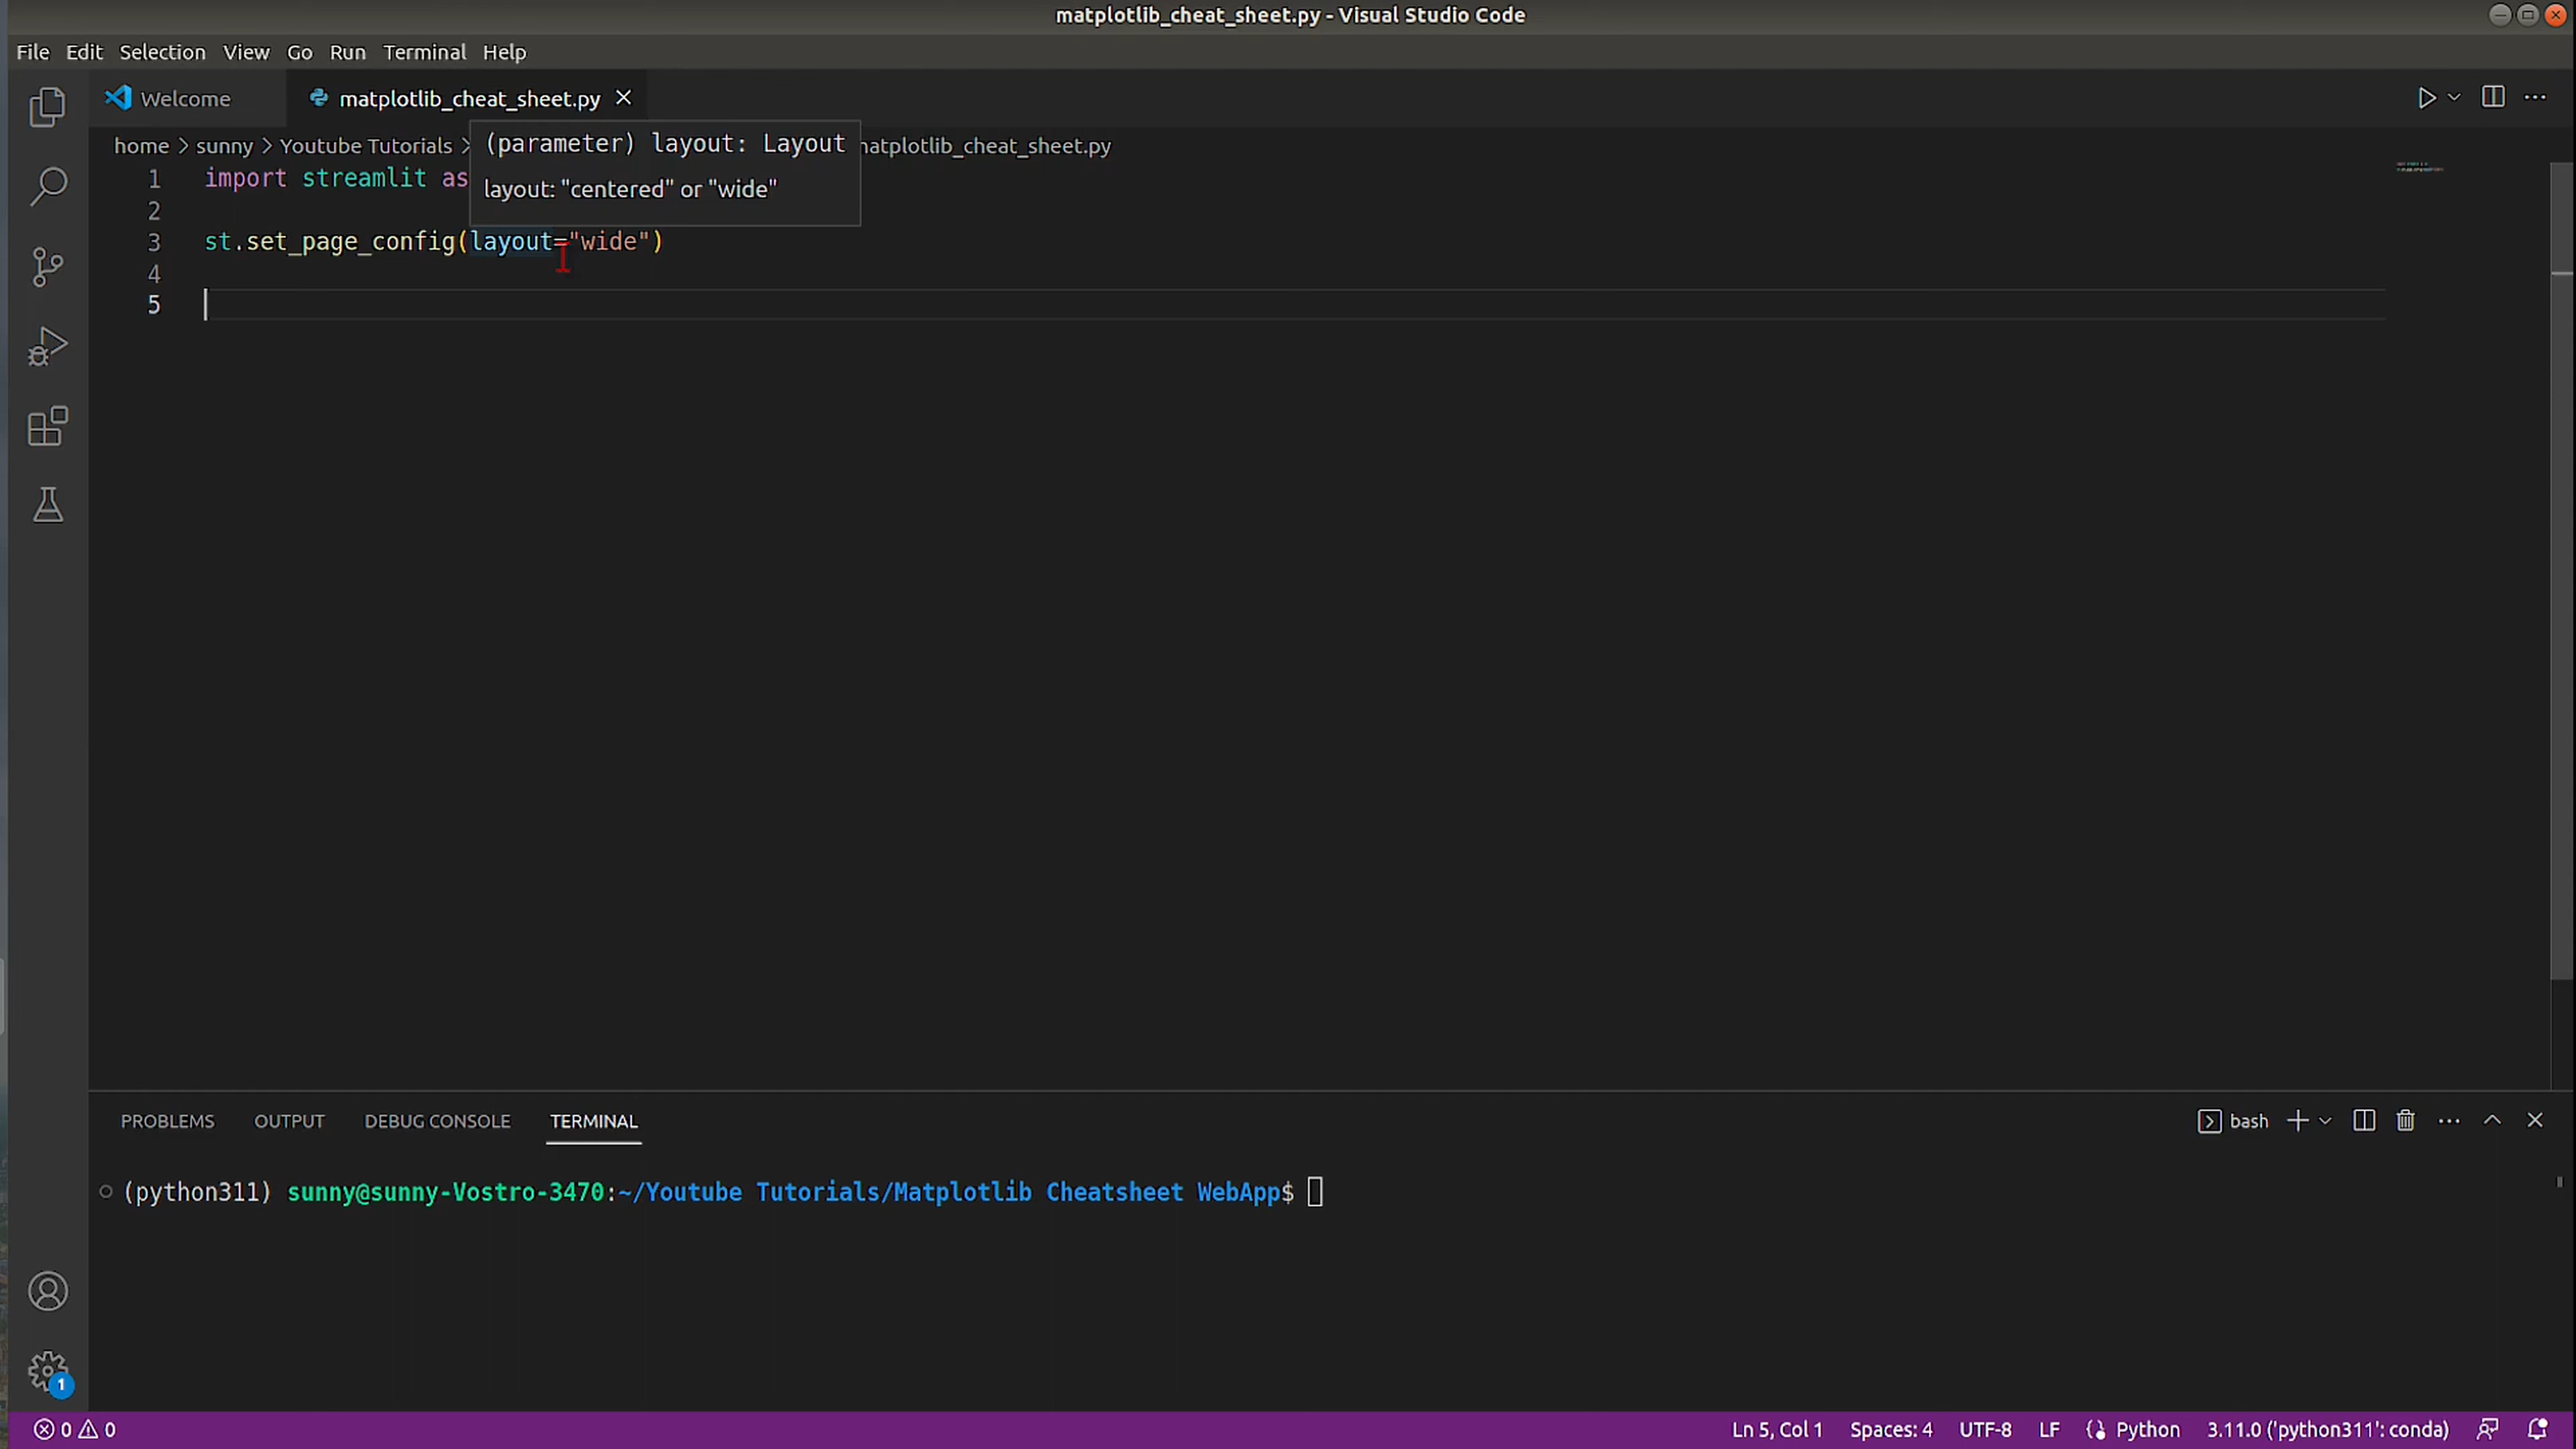 matplotlib_cheat_sheet.py - Visual Studio Code
File Edit Selection View Go Run Terminal Help
Welcome matplotlib_cheat_sheet.py
home > sunny > Youtube Tutorials > matplotlib_cheat_sheet.py
(parameter) layout: Layout
layout: "centered" or "wide"
1 import streamlit as
2
3 st.set_page_config(layout="wide")
4
5
PROBLEMS OUTPUT DEBUG CONSOLE TERMINAL bash
(python311) sunny@sunny-Vostro-3470:~/Youtube Tutorials/Matplotlib Cheatsheet WebApp$
1
0 0 Ln 5, Col 1 Spaces: 4 UTF-8 LF Python 3.11.0 ('python311': conda)